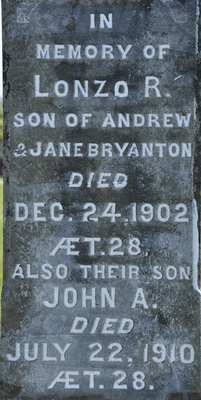 IN
MEMORY OF
LONZO R.
SON OF ANDREW
& JANE BRYANTON
DIED
DEC. 24. 1902
ÆT. 28.
ALSO THEIR SON
JOHN A.
DIED
JULY 22. 1910
ÆT. 28.